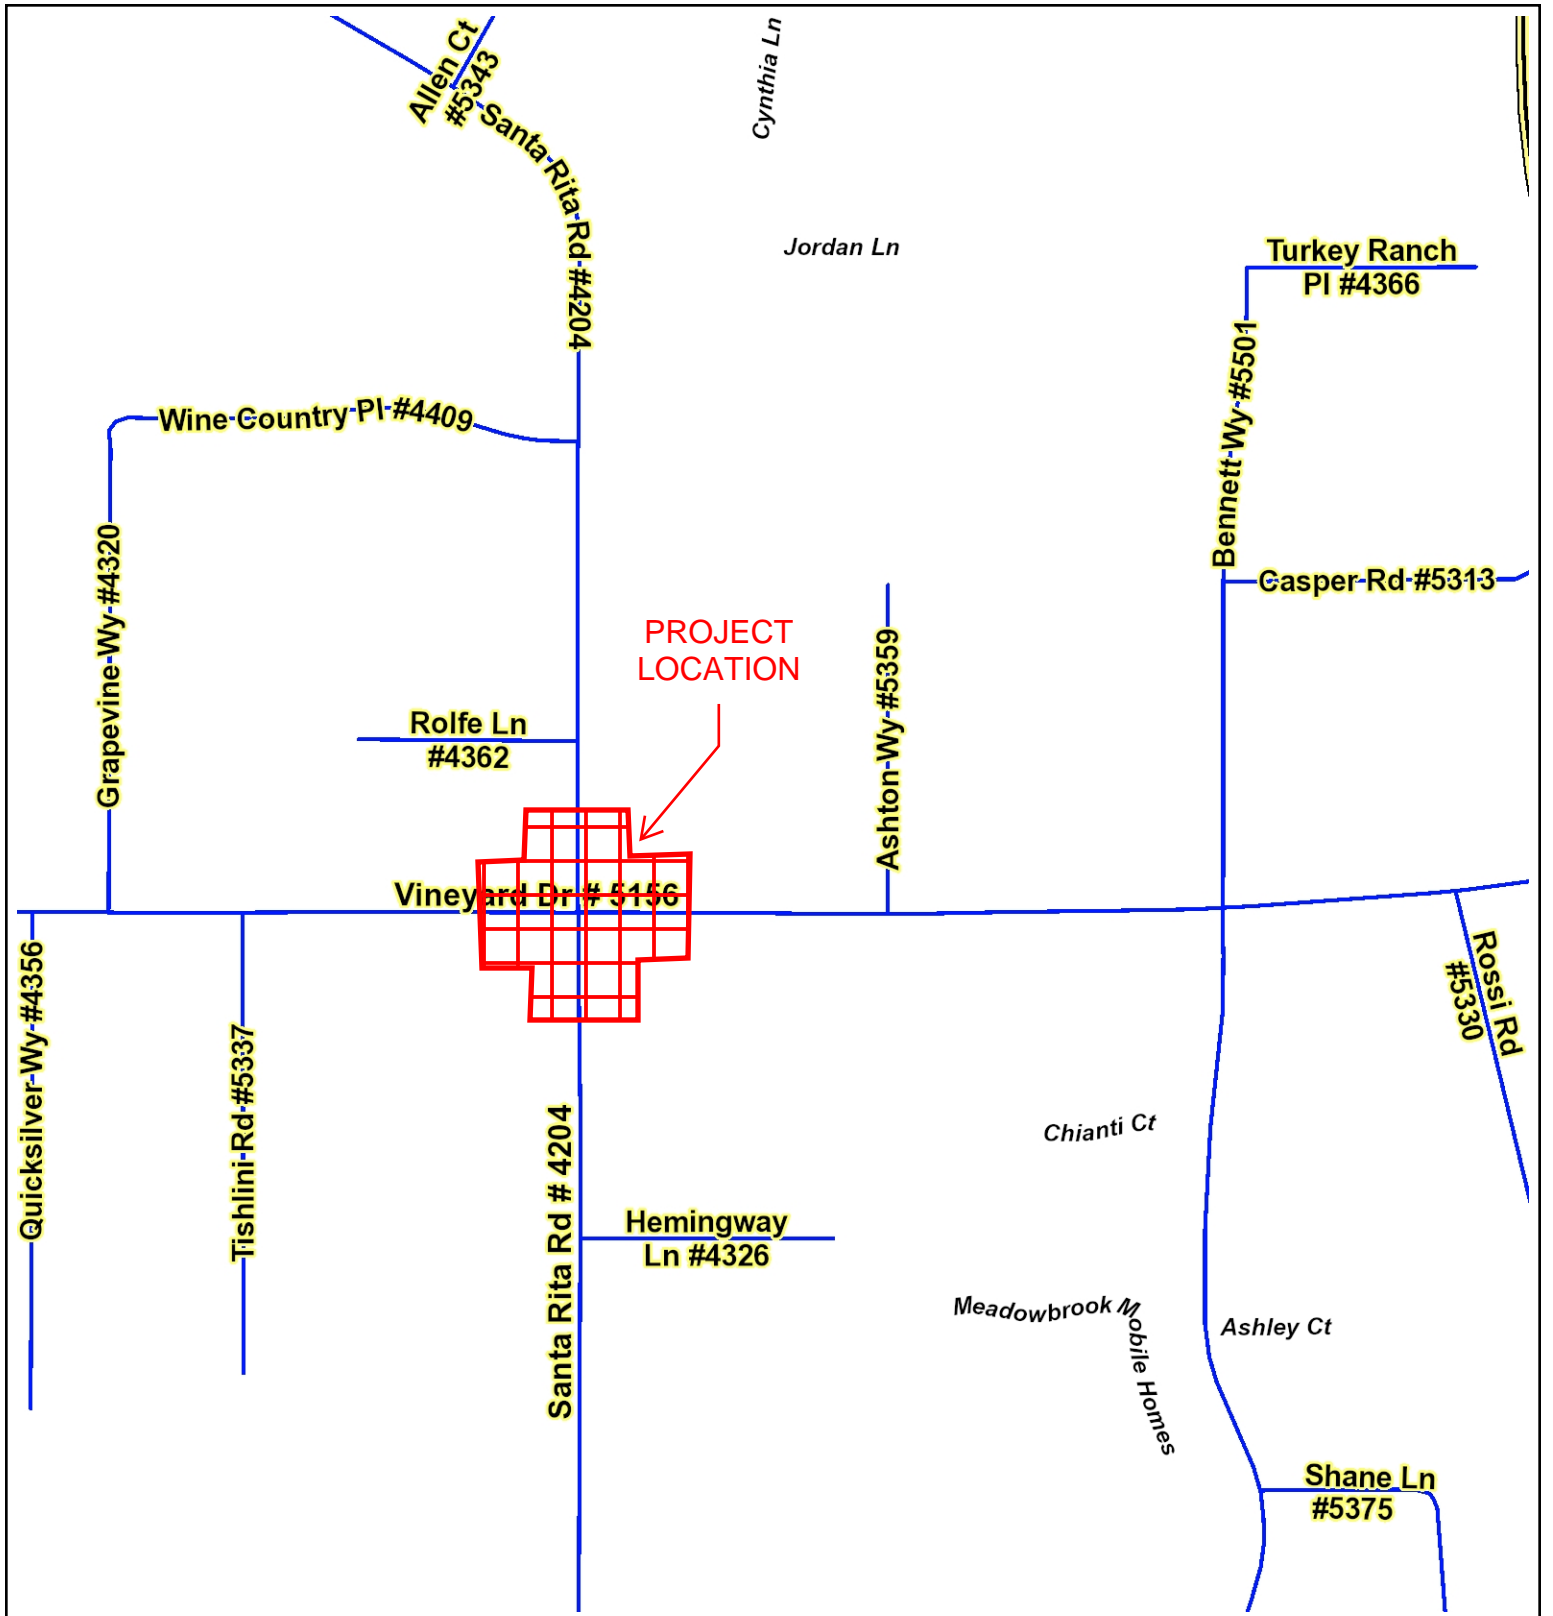 Allen Ct
#5343
Cynthia Ln
Santa Rita Rd #4204
Jordan Ln
Turkey Ranch
Pl #4366
Bennett Wy #5501
Wine Country Pl #4409
Grapevine Wy #4320
Casper Rd #5313
PROJECT
LOCATION
Ashton Wy #5359
Rolfe Ln
#4362
Vineyard Dr # 5156
Quicksilver Wy #4356
Rossi Rd
#5330
Tishlini Rd #5337
Santa Rita Rd # 4204
Chianti Ct
Hemingway
Ln #4326
Meadowbrook Mobile Homes
Ashley Ct
Shane Ln
#5375